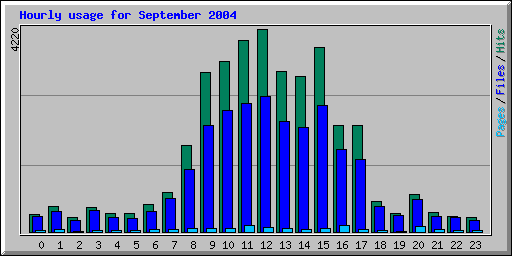 Hourly usage for September 2004
4220
Pages / Files / Hits
0 1 2 3 4 5 6 7 8 9 10 11 12 13 14 15 16 17 18 19 20 21 22 23